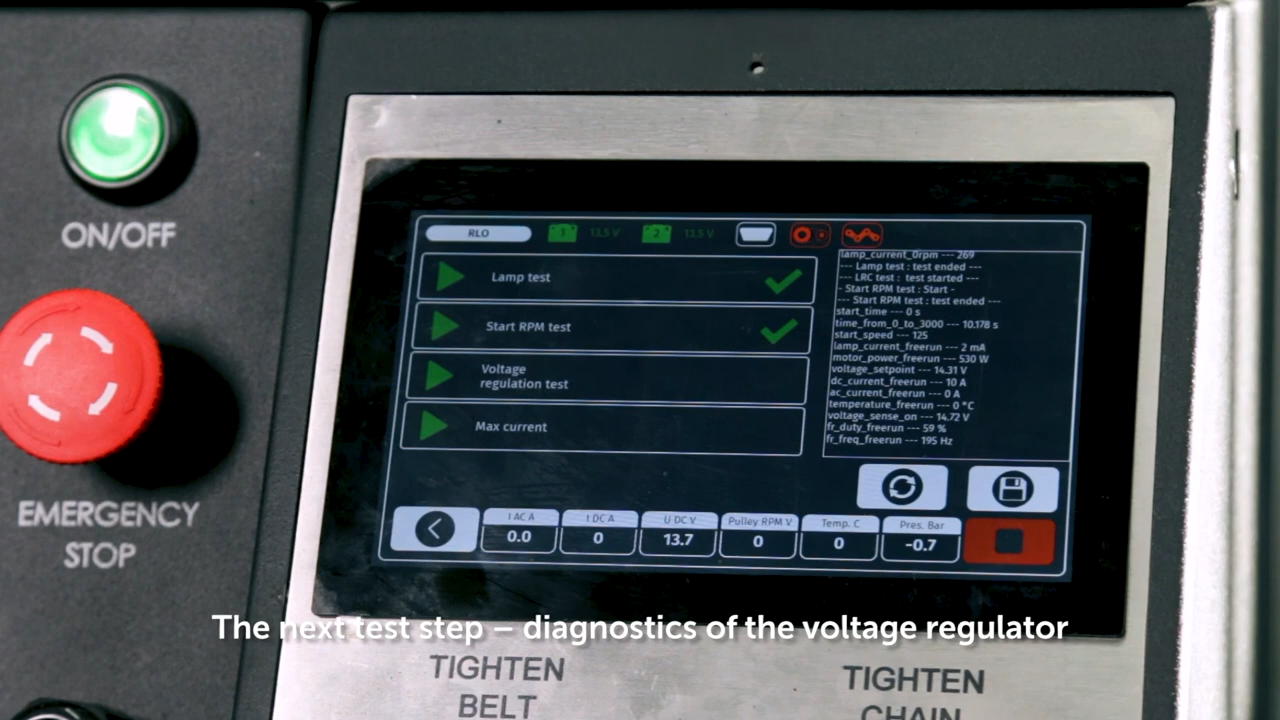 ON/OFF
EMERGENCY
STOP
RLO
1
13.5 V
2
13.5 V
Lamp test
Start RPM test
Voltage
regulation test
Max current
lamp_current_0rpm --- 269
--- Lamp test : test ended ---
--- LRC test : test started ---
- Start RPM test : Start -
--- Start RPM test : test ended ---
start_time --- 0 s
time_from_0_to_3000 --- 10.178 s
start_speed --- 125
lamp_current_freerun --- 2 mA
motor_power_freerun --- 530 W
voltage_setpoint --- 14.31 V
dc_current_freerun --- 10 A
ac_current_freerun --- 0 A
temperature_freerun --- 0 °C
voltage_sense_on --- 14.72 V
fr_duty_freerun --- 59 %
fr_freq_freerun --- 195 Hz
I AC A
0.0
I DC A
0
U DC V
13.7
Pulley RPM V
0
Temp. C
0
Pres. Bar
-0.7
The next test step – diagnostics of the voltage regulator
TIGHTEN
BELT
TIGHTEN
CHAIN